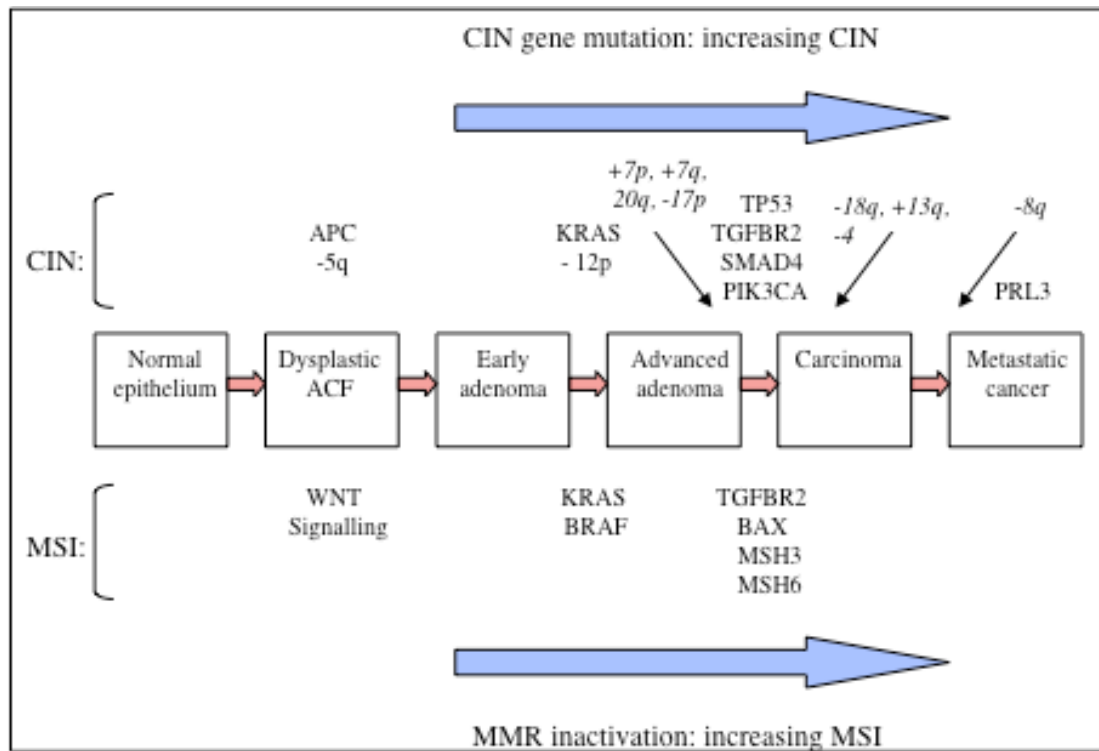 CIN gene mutation: increasing CIN
+7p, +7q,
20q, -17p
TP53
TGFBR2
SMAD4
PIK3CA
-18q, +13q,
-4
-8q
CIN:
APC
-5q
KRAS
- 12p
PRL3
Normal
epithelium
Dysplastic
ACF
Early
adenoma
Advanced
adenoma
Carcinoma
Metastatic
cancer
MSI:
WNT
Signalling
KRAS
BRAF
TGFBR2
BAX
MSH3
MSH6
MMR inactivation: increasing MSI